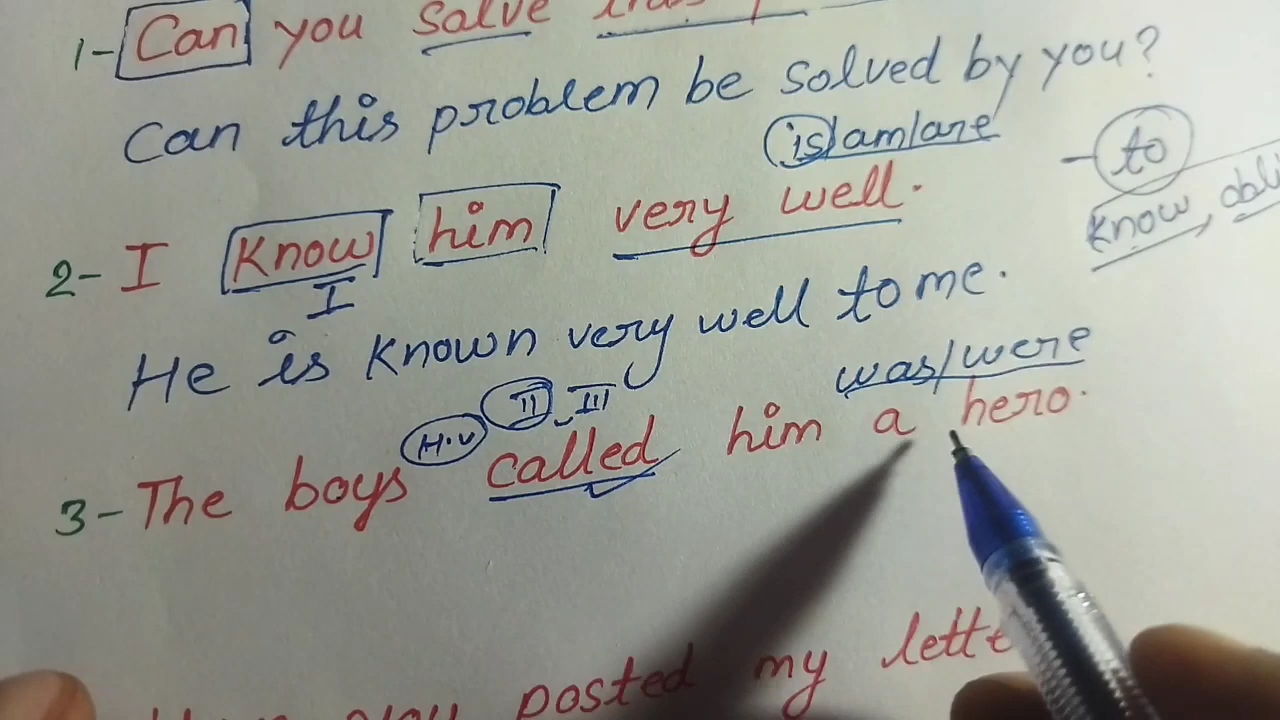 1- Can you solve this
Can this problem be solved by you?
is/am/are
- to
know,
2- I know him very well.
I
He is known very well to me.
was/were
H.V II, III
3- The boys called him a hero.
you posted my